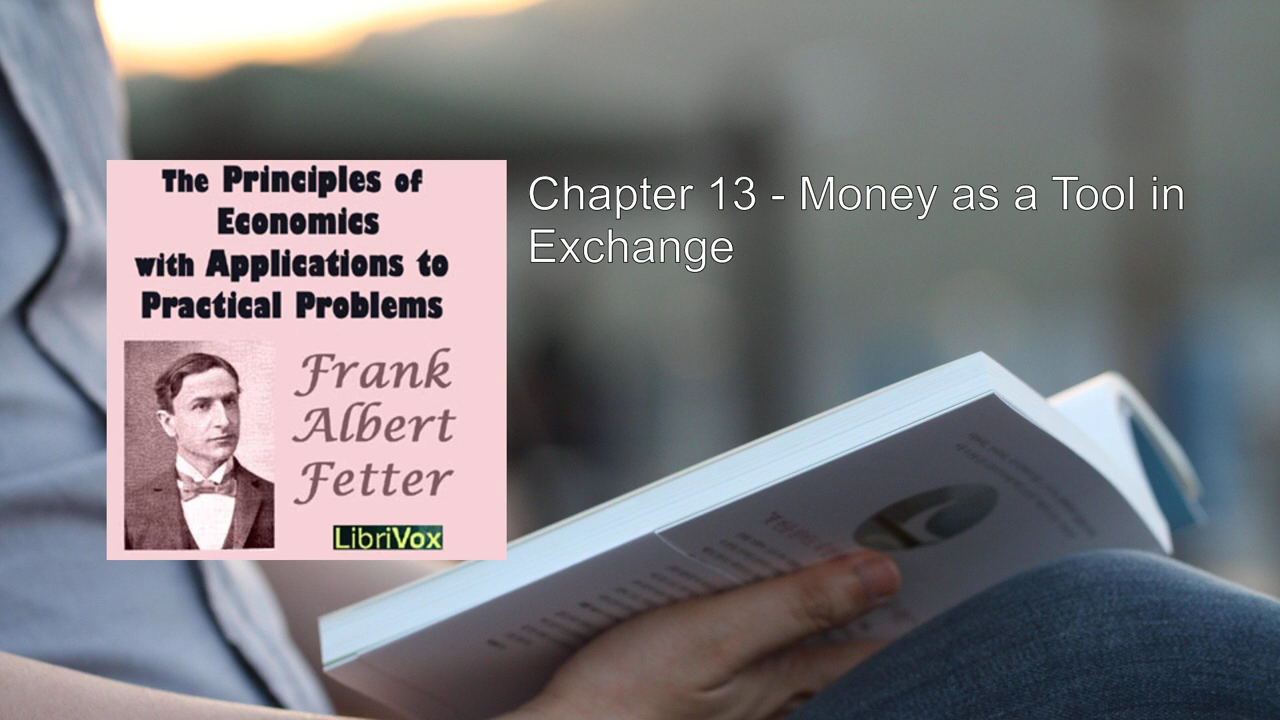 The Principles of
Economics
with Applications to
Practical Problems
Frank
Albert
Fetter
LibriVox
Chapter 13 - Money as a Tool in
Exchange